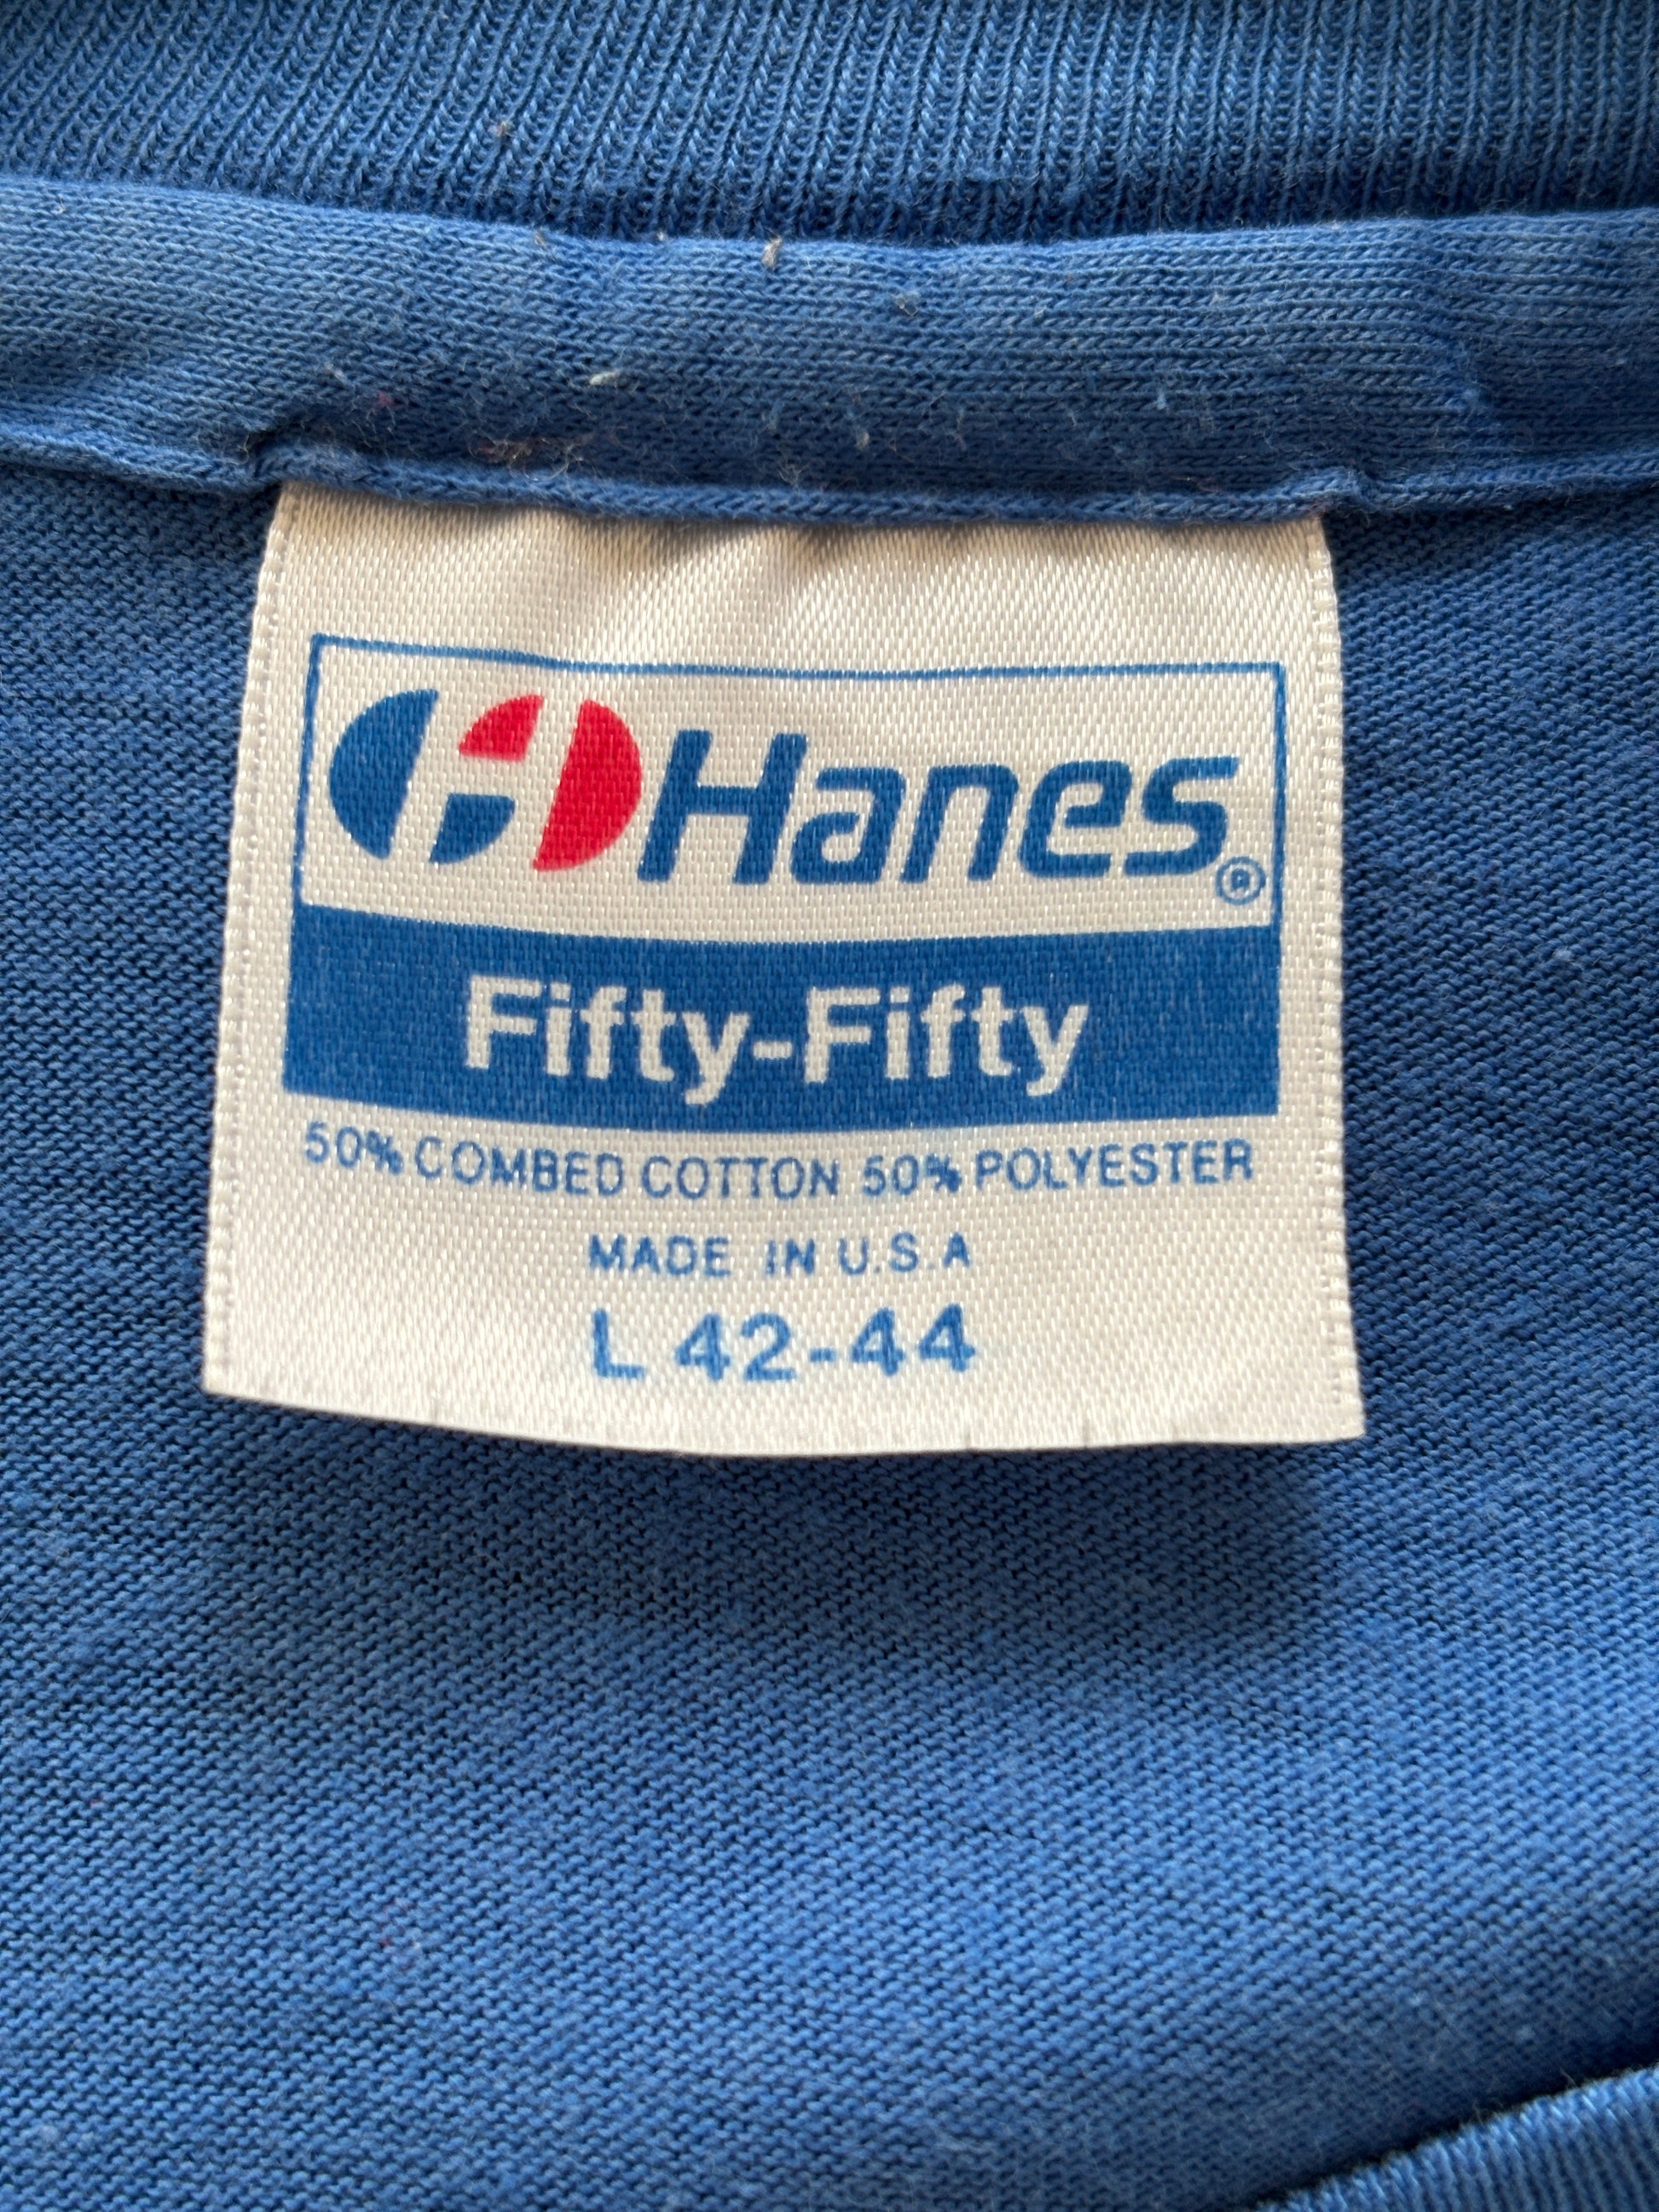 Hanes®
Fifty-Fifty
50% COMBED COTTON 50% POLYESTER
MADE IN U.S.A
L 42-44